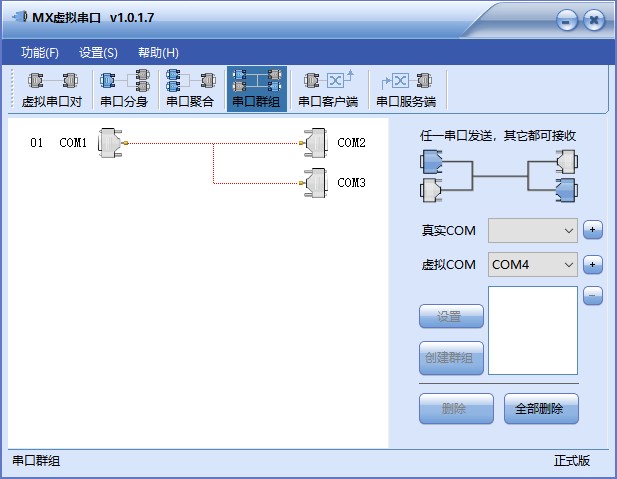 MX虚拟串口 v1.0.1.7
功能(F) 设置(S) 帮助(H)
虚拟串口对 串口分身 串口聚合 串口群组 串口客户端 串口服务端
01 COM1 COM2
COM3
任一串口发送，其它都可接收
真实COM +
虚拟COM COM4 +
设置
创建群组
删除 全部删除
串口群组 正式版